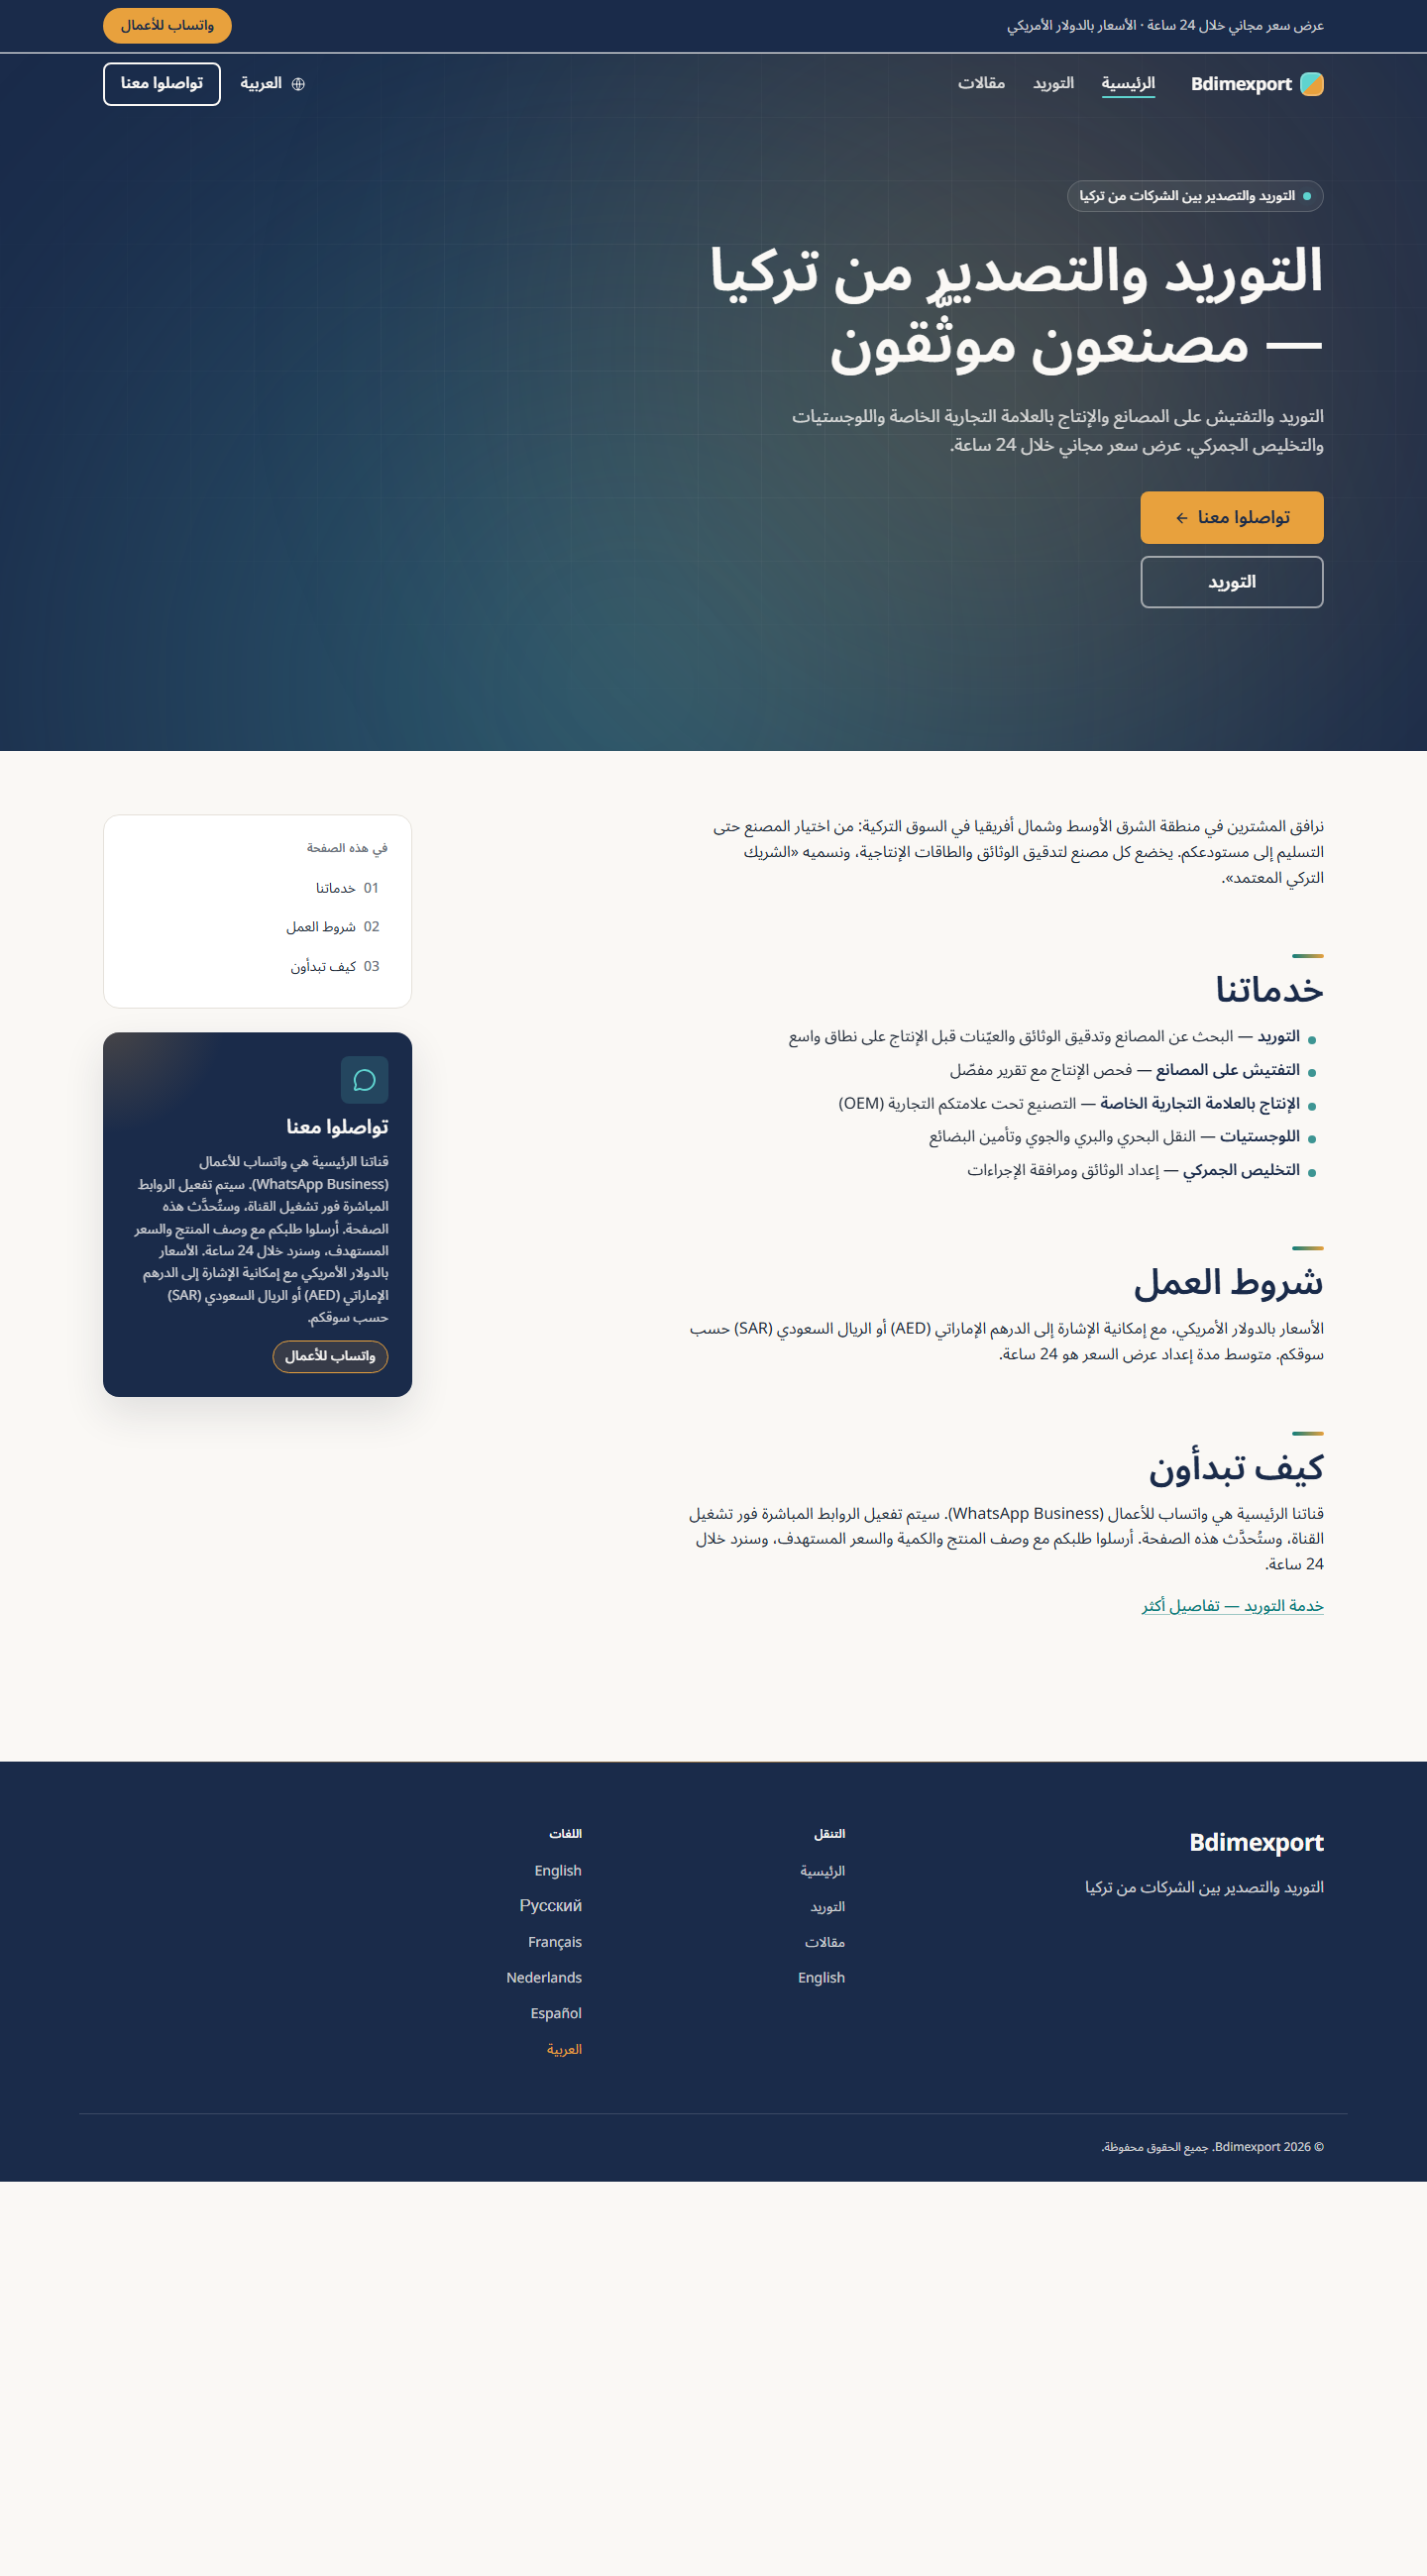 عرض سعر مجاني خلال 24 ساعة · الأسعار بالدولار الأمريكي
واتساب للأعمال
Bdimexport
الرئيسية
التوريد
مقالات
العربية
تواصلوا معنا
التوريد والتصدير بين الشركات من تركيا
التوريد والتصدير من تركيا
— مصنعون موثَّقون
التوريد والتفتيش على المصانع والإنتاج بالعلامة التجارية الخاصة واللوجستيات
والتخليص الجمركي. عرض سعر مجاني خلال 24 ساعة.
تواصلوا معنا ←
التوريد
نرافق المشترين في منطقة الشرق الأوسط وشمال أفريقيا في السوق التركية: من اختيار المصنع حتى
التسليم إلى مستودعكم. يخضع كل مصنع لتدقيق الوثائق والطاقات الإنتاجية، ونسميه «الشريك
التركي المعتمد».
خدماتنا
التوريد — البحث عن المصانع وتدقيق الوثائق والعيّنات قبل الإنتاج على نطاق واسع
التفتيش على المصانع — فحص الإنتاج مع تقرير مفصّل
الإنتاج بالعلامة التجارية الخاصة — التصنيع تحت علامتكم التجارية (OEM)
اللوجستيات — النقل البحري والبري والجوي وتأمين البضائع
التخليص الجمركي — إعداد الوثائق ومرافقة الإجراءات
شروط العمل
الأسعار بالدولار الأمريكي، مع إمكانية الإشارة إلى الدرهم الإماراتي (AED) أو الريال السعودي (SAR) حسب
سوقكم. متوسط مدة إعداد عرض السعر هو 24 ساعة.
كيف تبدأون
قناتنا الرئيسية هي واتساب للأعمال (WhatsApp Business). سيتم تفعيل الروابط المباشرة فور تشغيل
القناة، وستُحدَّث هذه الصفحة. أرسلوا طلبكم مع وصف المنتج والكمية والسعر المستهدف، وسنرد خلال
24 ساعة.
خدمة التوريد — تفاصيل أكثر
في هذه الصفحة
01 خدماتنا
02 شروط العمل
03 كيف تبدأون
تواصلوا معنا
قناتنا الرئيسية هي واتساب للأعمال
(WhatsApp Business). سيتم تفعيل الروابط
المباشرة فور تشغيل القناة، وستُحدَّث هذه
الصفحة. أرسلوا طلبكم مع وصف المنتج والسعر
المستهدف، وسنرد خلال 24 ساعة. الأسعار
بالدولار الأمريكي مع إمكانية الإشارة إلى الدرهم
الإماراتي (AED) أو الريال السعودي (SAR)
حسب سوقكم.
واتساب للأعمال
Bdimexport
التوريد والتصدير بين الشركات من تركيا
التنقل
الرئيسية
التوريد
مقالات
English
اللغات
English
Русский
Français
Nederlands
Español
العربية
© 2026 Bdimexport. جميع الحقوق محفوظة.